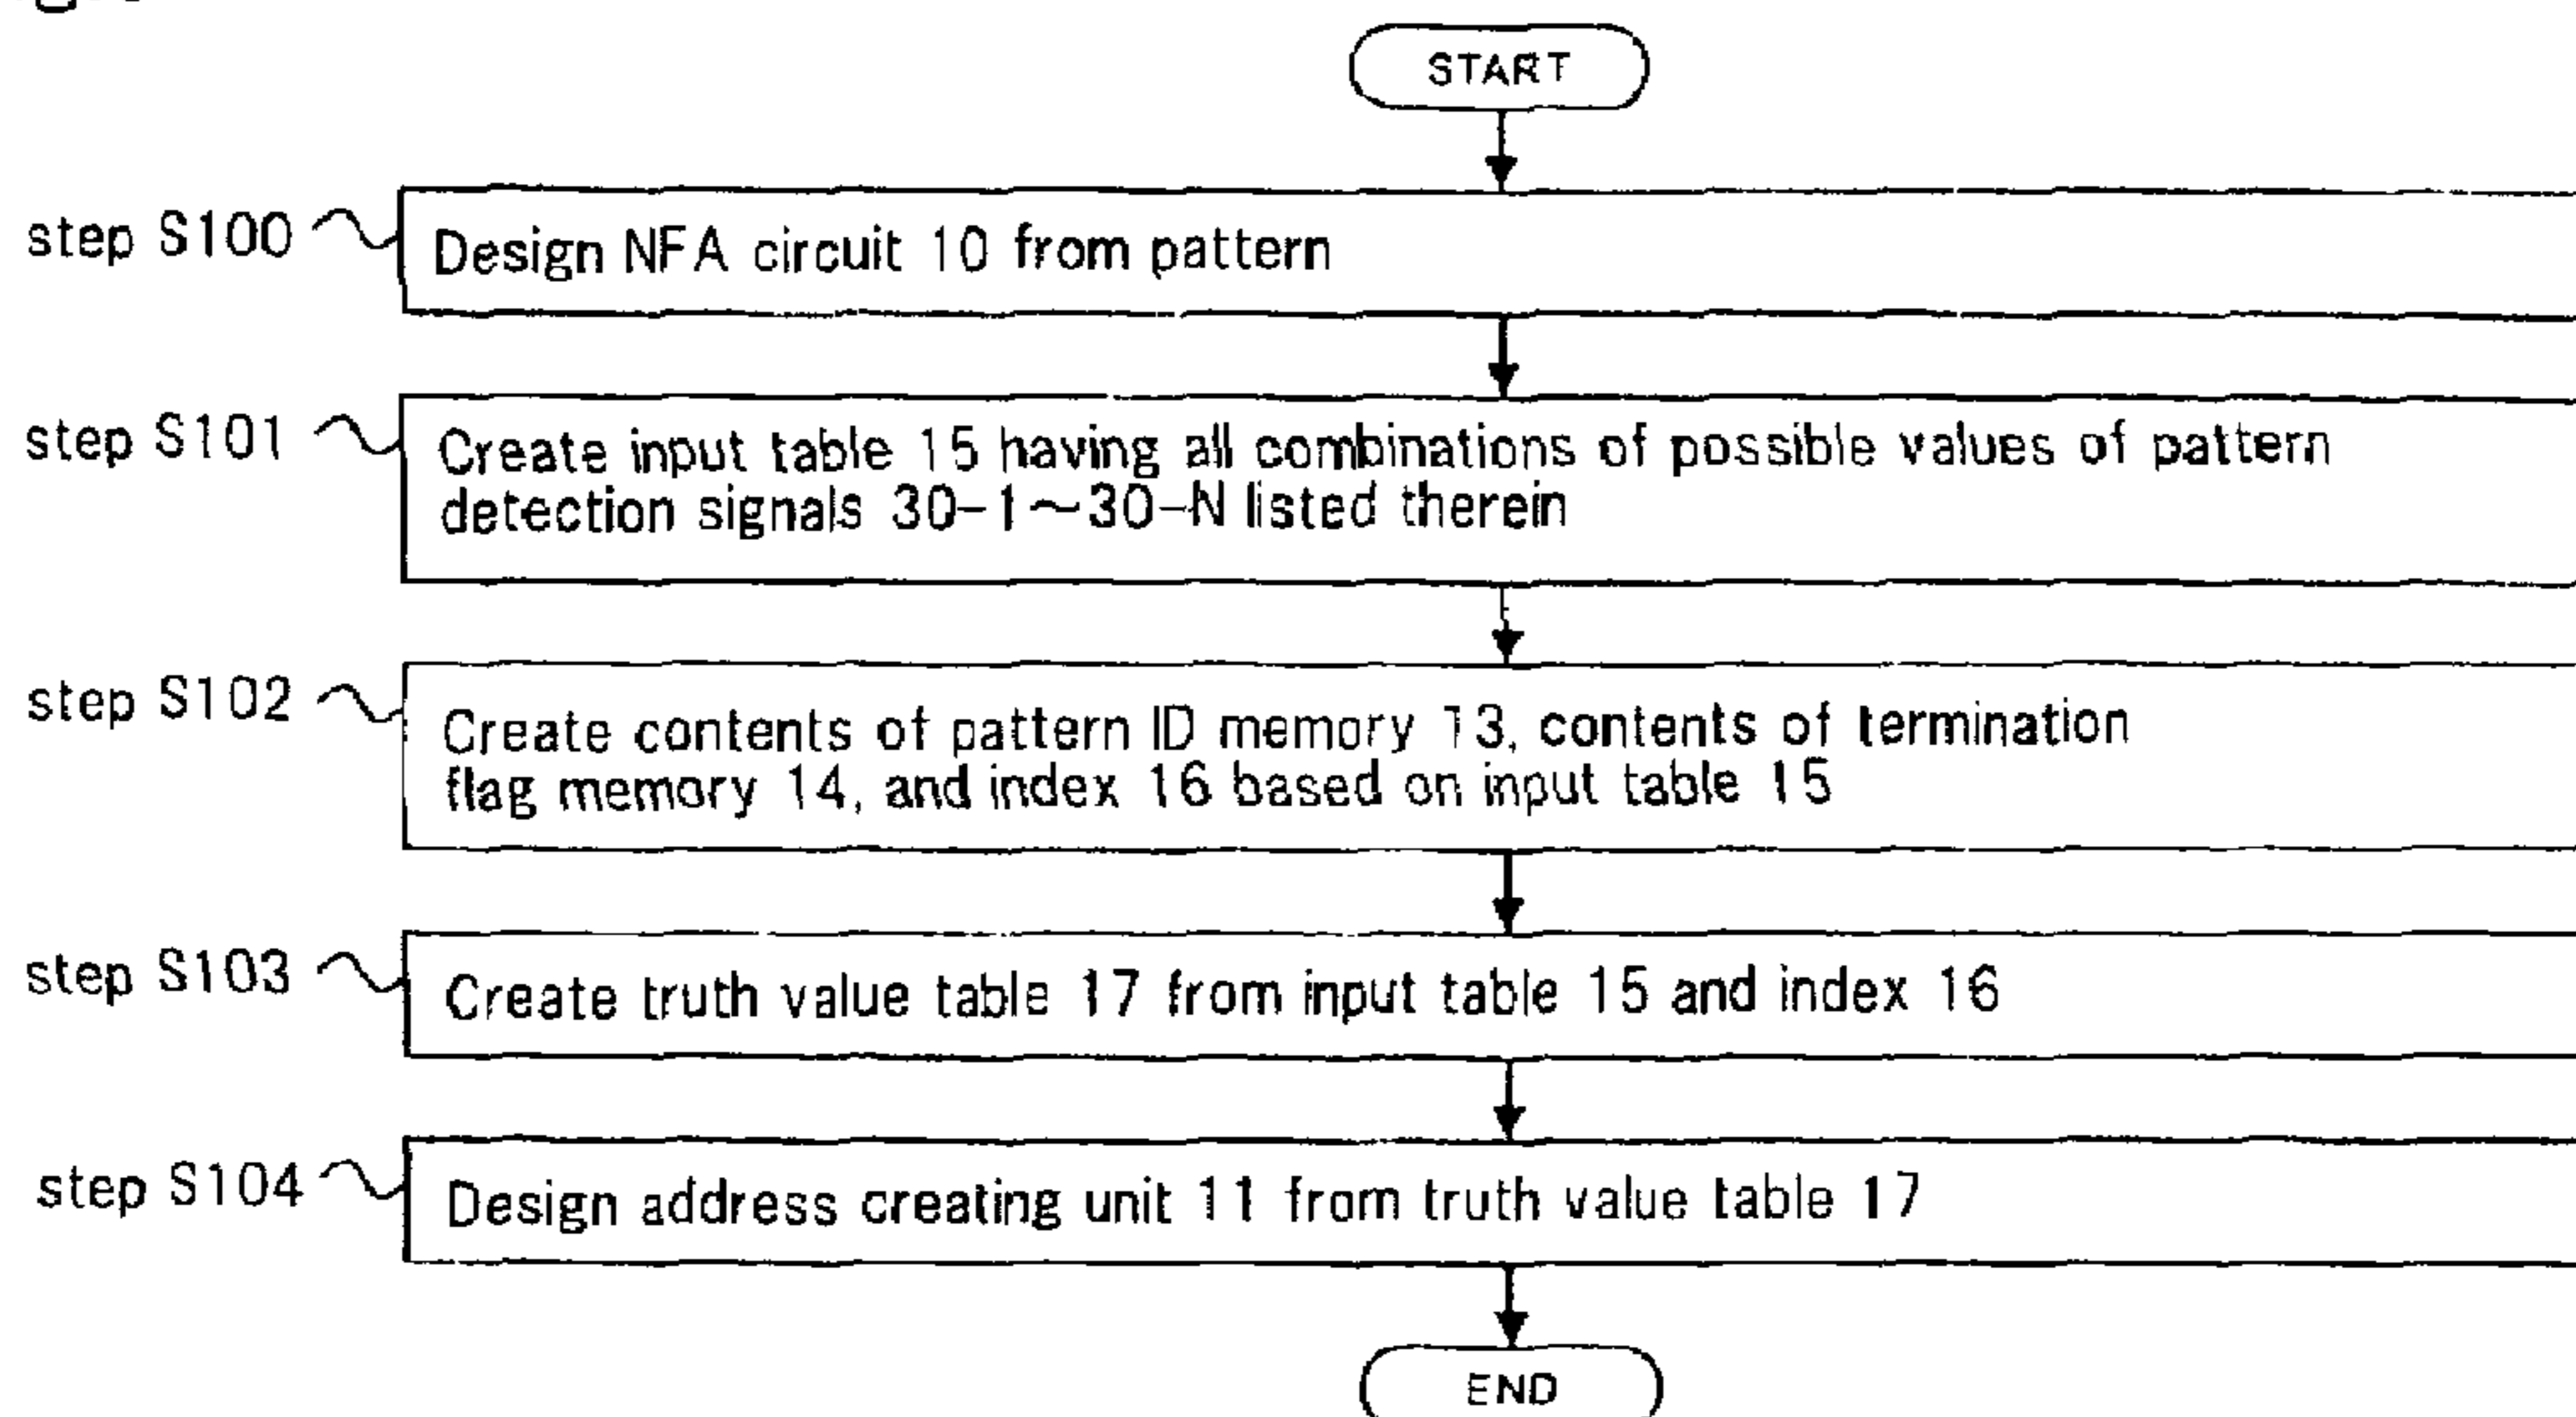 START
step S100
Design NFA circuit 10 from pattern
step S101
Create input table 15 having all combinations of possible values of pattern
detection signals 30-1～30-N listed therein
step S102
Create contents of pattern ID memory 13, contents of termination
flag memory 14, and index 16 based on input table 15
step S103
Create truth value table 17 from input table 15 and index 16
step S104
Design address creating unit 11 from truth value table 17
END